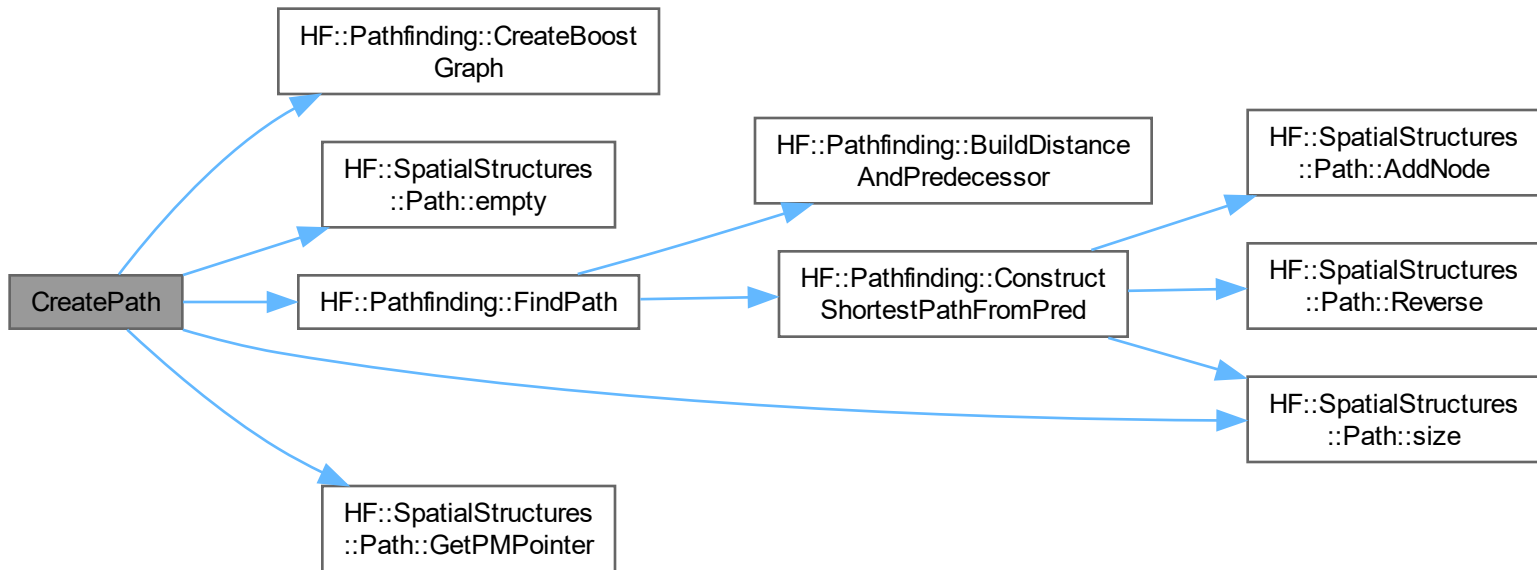 CreatePath
HF::Pathfinding::CreateBoost
Graph
HF::SpatialStructures
::Path::empty
HF::Pathfinding::FindPath
HF::SpatialStructures
::Path::GetPMPointer
HF::Pathfinding::BuildDistance
AndPredecessor
HF::Pathfinding::Construct
ShortestPathFromPred
HF::SpatialStructures
::Path::AddNode
HF::SpatialStructures
::Path::Reverse
HF::SpatialStructures
::Path::size